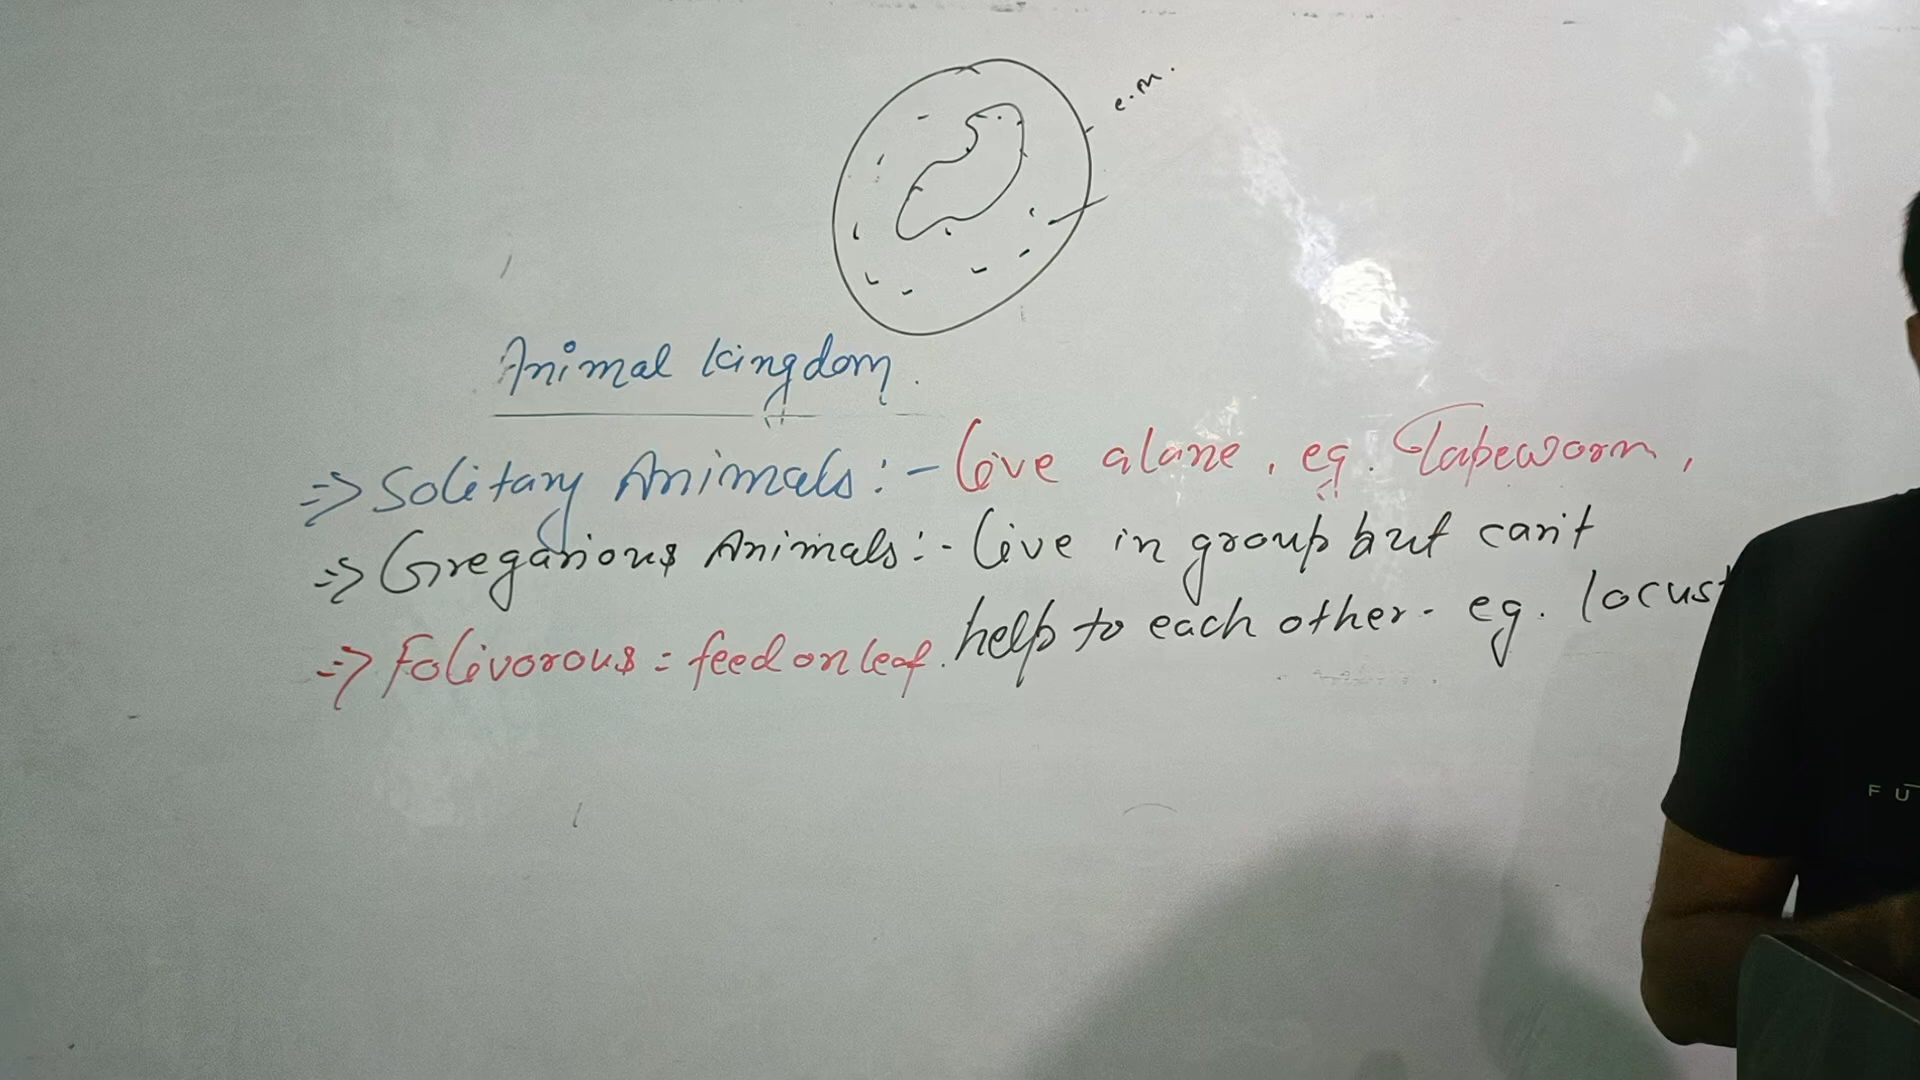 e.m.
Animal kingdom.
=> Solitary Animals :- live alone, eg. Tapeworm,
=> Gregarious Animals :- live in group but can't
help to each other - eg. locust
=> Folivorous = feed on leaf.
F U